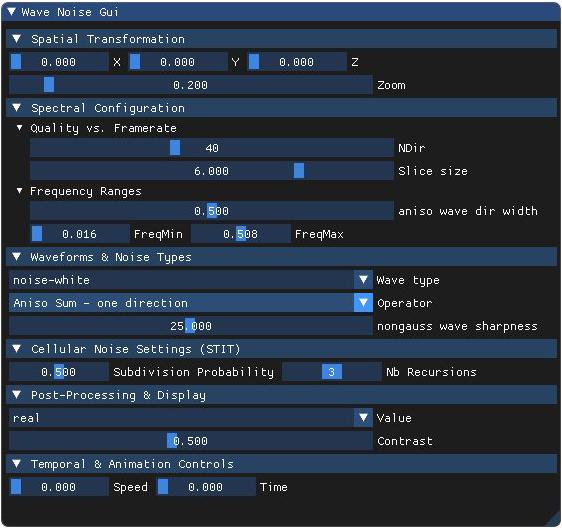 Wave Noise Gui
Spatial Transformation
0.000 X 0.000 Y 0.000 Z
0.200 Zoom
Spectral Configuration
Quality vs. Framerate
40 NDir
6.000 Slice size
Frequency Ranges
0.500 aniso wave dir width
0.016 FreqMin 0.508 FreqMax
Waveforms & Noise Types
noise-white Wave type
Aniso Sum - one direction Operator
25.000 nongauss wave sharpness
Cellular Noise Settings (STIT)
0.500 Subdivision Probability 3 Nb Recursions
Post-Processing & Display
real Value
0.500 Contrast
Temporal & Animation Controls
0.000 Speed 0.000 Time